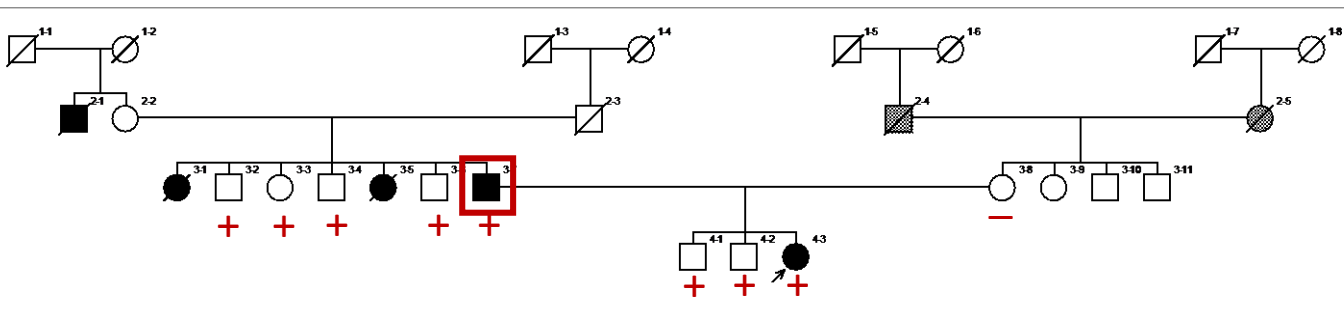 1-1 1-2 1-3 1-4 1-5 1-6 1-7 1-8
2-1 2-2 2-3 2-4 2-5
3-1 3-2 3-3 3-4 3-5 3-8 3-9 3-10 3-11
+ + + + + −
4-1 4-2 4-3
+ + +